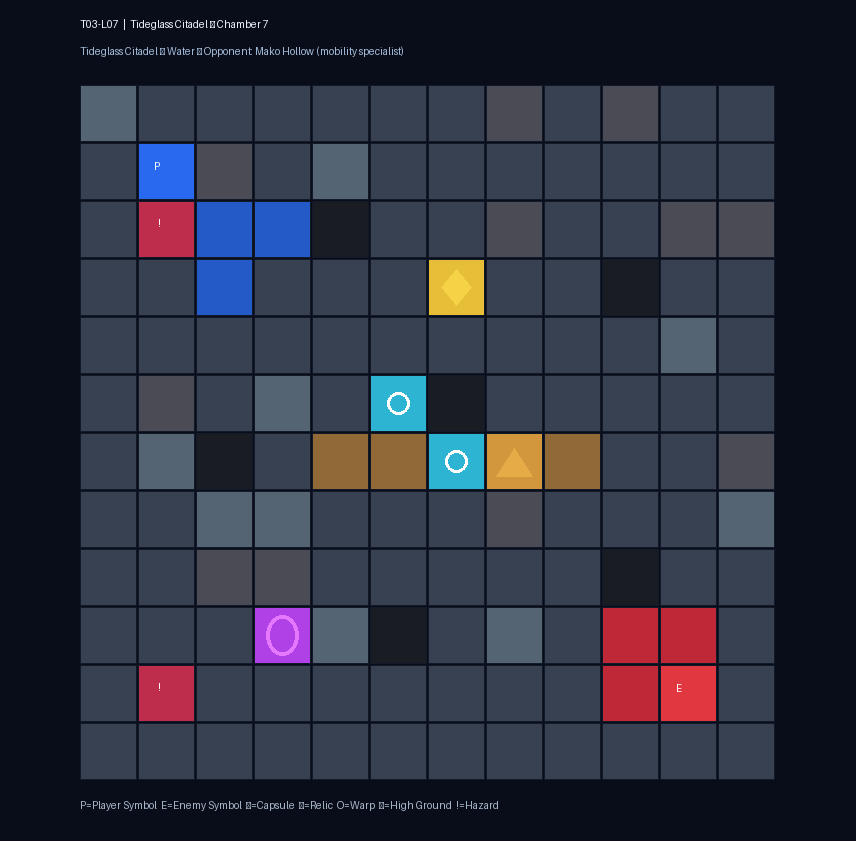 T03-L07 | Tideglass Citadel □ Chamber 7
Tideglass Citadel □ Water □ Opponent: Mako Hollow (mobility specialist)
P
!
E
!
P=Player Symbol E=Enemy Symbol □=Capsule □=Relic O=Warp □=High Ground !=Hazard